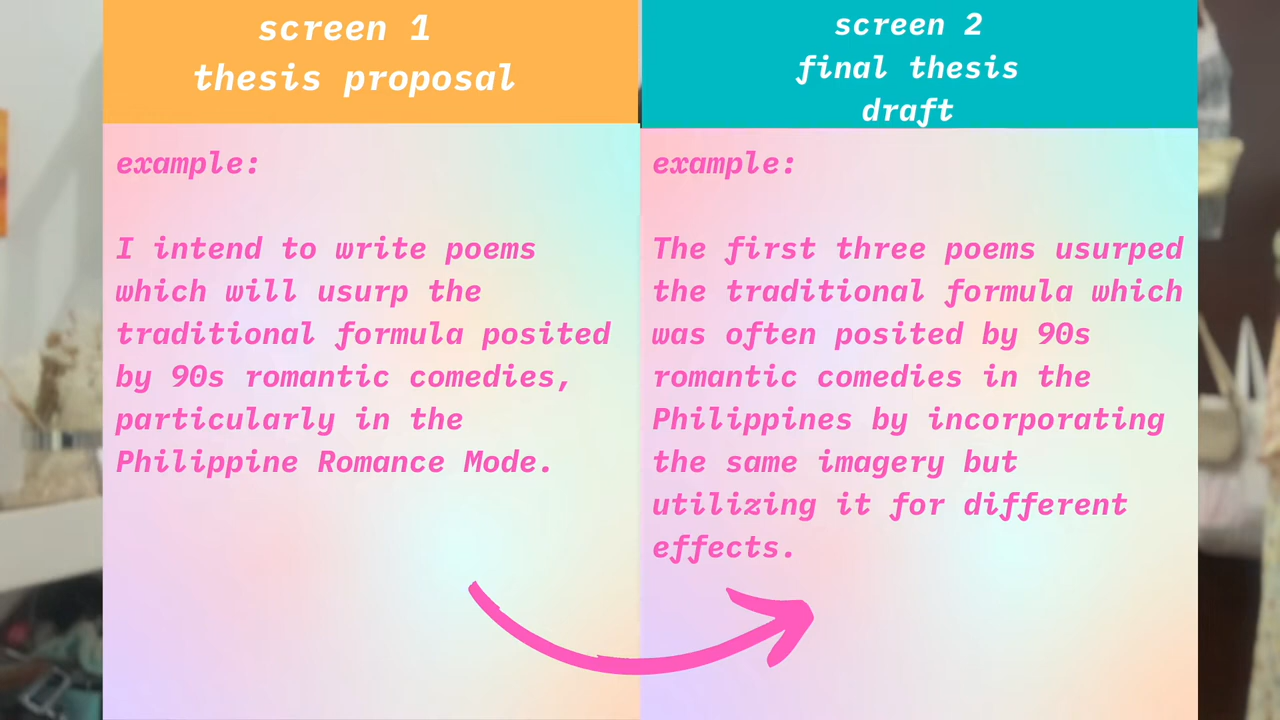 screen 1
thesis proposal
example:
I intend to write poems
which will usurp the
traditional formula posited
by 90s romantic comedies,
particularly in the
Philippine Romance Mode.
screen 2
final thesis
draft
example:
The first three poems usurped
the traditional formula which
was often posited by 90s
romantic comedies in the
Philippines by incorporating
the same imagery but
utilizing it for different
effects.